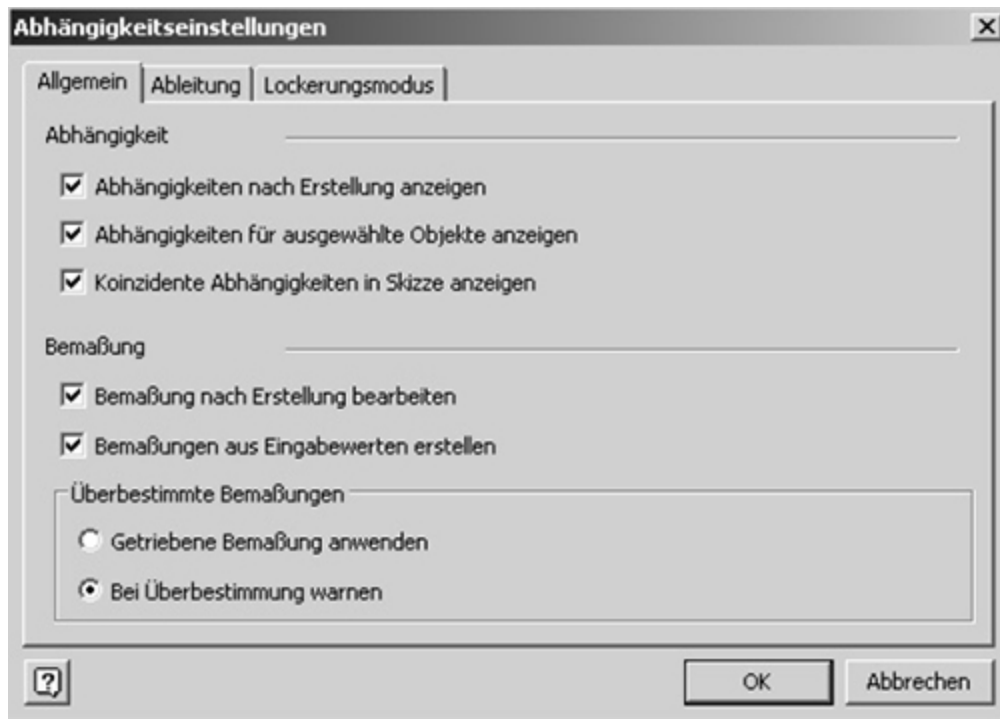 Abhängigkeitseinstellungen
Allgemein Ableitung Lockerungsmodus
Abhängigkeit
Abhängigkeiten nach Erstellung anzeigen
Abhängigkeiten für ausgewählte Objekte anzeigen
Koinzidente Abhängigkeiten in Skizze anzeigen
Bemaßung
Bemaßung nach Erstellung bearbeiten
Bemaßungen aus Eingabewerten erstellen
Überbestimmte Bemaßungen
Getriebene Bemaßung anwenden
Bei Überbestimmung warnen
? OK Abbrechen